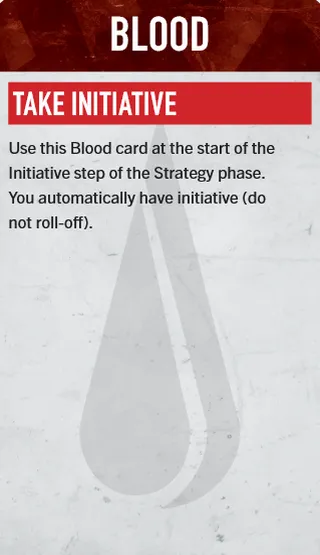 BLOOD
TAKE INITIATIVE
Use this Blood card at the start of the
Initiative step of the Strategy phase.
You automatically have initiative (do
not roll-off).